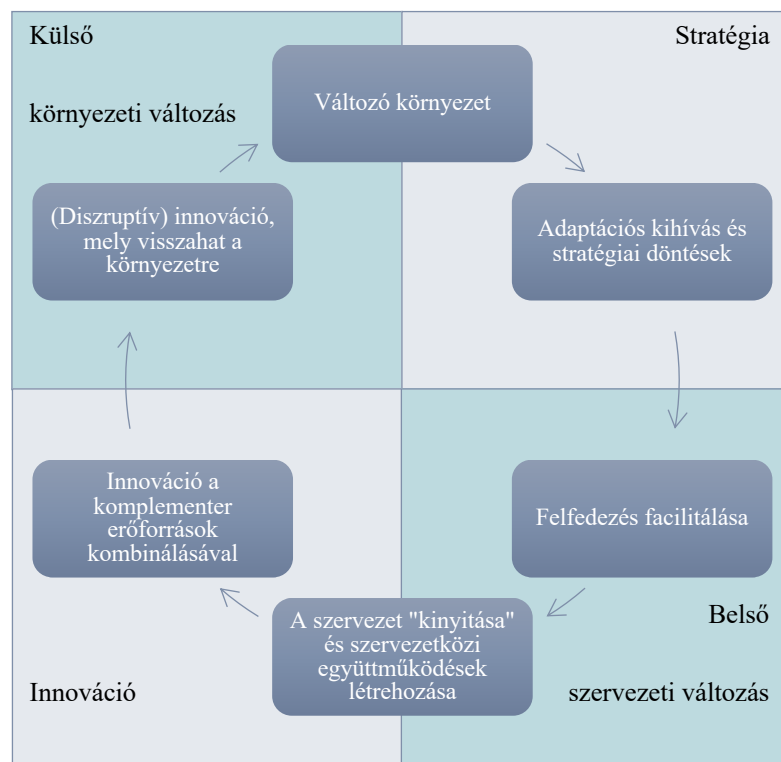 Külső
környezeti változás
Stratégia
Változó környezet
Adaptációs kihívás és
stratégiai döntések
Felfedezés facilitálása
Belső
szervezeti változás
A szervezet "kinyitása"
és szervezetközi
együttműködések
létrehozása
Innováció
Innováció a
komplementer
erőforrások
kombinálásával
(Diszruptív) innováció,
mely visszahat a
környezetre